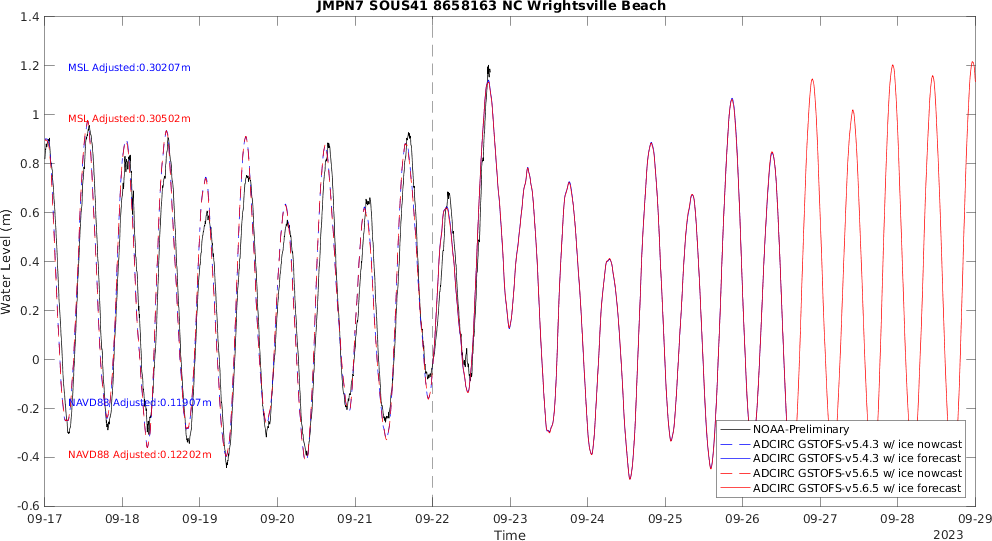 JMPN7 SOUS41 8658163 NC Wrightsville Beach
1.4
1.2
1
0.8
0.6
0.4
0.2
0
-0.2
-0.4
-0.6
Water Level (m)
MSL Adjusted:0.30207m
MSL Adjusted:0.30502m
NAVD88 Adjusted:0.11907m
NAVD88 Adjusted:0.12202m
NOAA-Preliminary
ADCIRC GSTOFS-v5.4.3 w/ ice nowcast
ADCIRC GSTOFS-v5.4.3 w/ ice forecast
ADCIRC GSTOFS-v5.6.5 w/ ice nowcast
ADCIRC GSTOFS-v5.6.5 w/ ice forecast
09-17 09-18 09-19 09-20 09-21 09-22 09-23 09-24 09-25 09-26 09-27 09-28 09-29
Time
2023